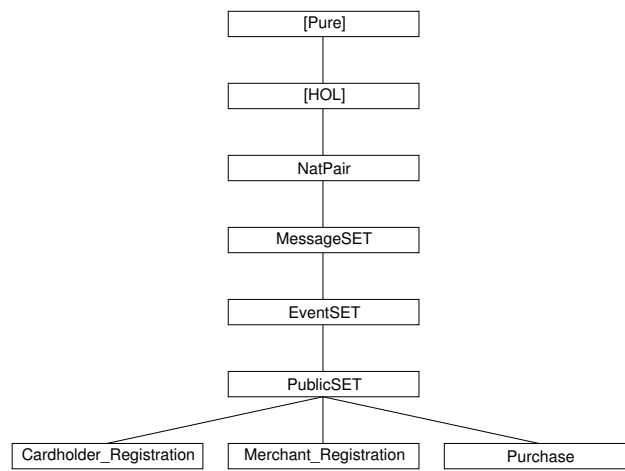 [Pure]
[HOL]
NatPair
MessageSET
EventSET
PublicSET
Cardholder_Registration
Merchant_Registration
Purchase